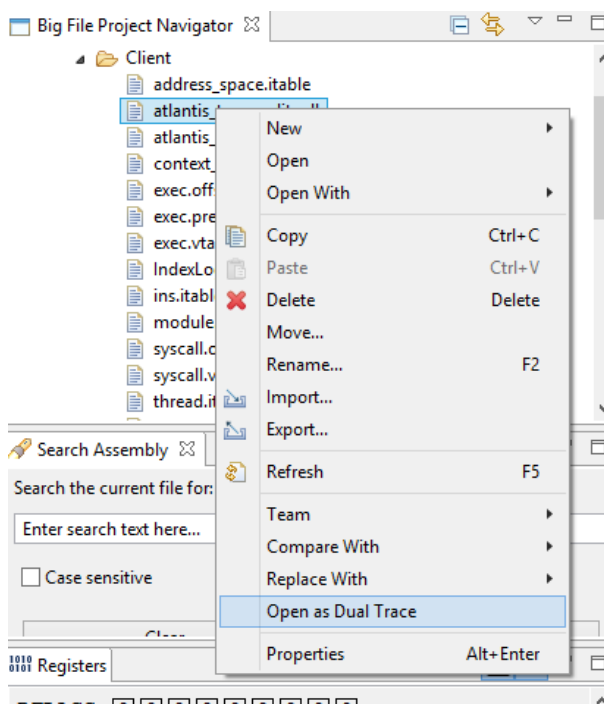 Big File Project Navigator
Client
address_space.itable
atlantis_
atlantis_
context_
exec.off
exec.pre
exec.vta
IndexLo
ins.itabl
module
syscall.o
syscall.v
thread.it
New
Open
Open With
Copy Ctrl+C
Paste Ctrl+V
Delete Delete
Move...
Rename... F2
Import...
Export...
Refresh F5
Team
Compare With
Replace With
Open as Dual Trace
Properties Alt+Enter
Search Assembly
Search the current file for:
Enter search text here...
Case sensitive
1010
0101 Registers